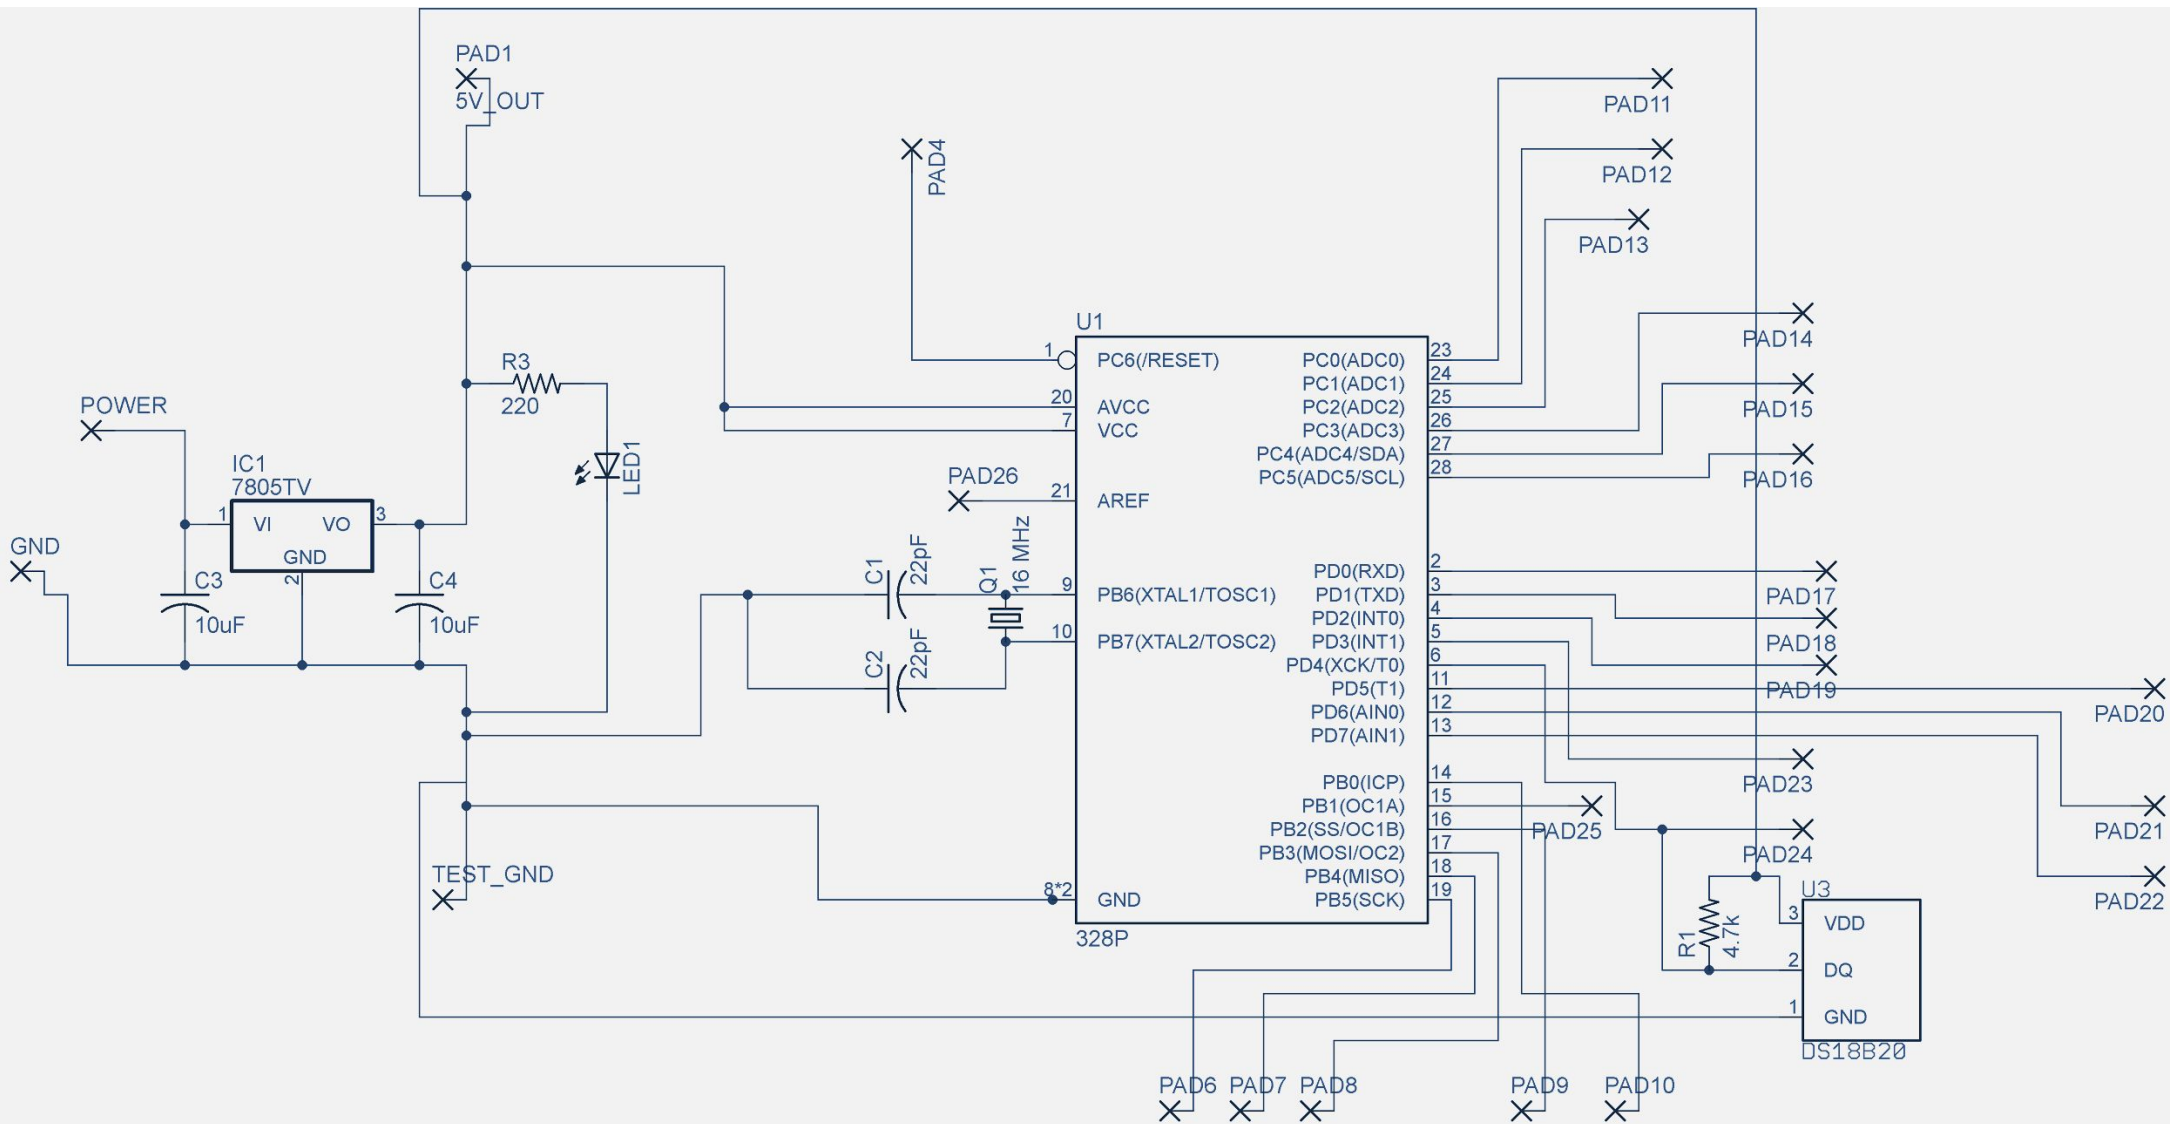 PAD1
5V_OUT
PAD4
PAD11
PAD12
PAD13
PAD14
PAD15
PAD16
POWER
GND
IC1
7805TV
1
VI
VO
3
GND
2
C3
10uF
C4
10uF
R3
220
LED1
PAD26
C1
22pF
C2
22pF
Q1
16 MHz
TEST_GND
U1
1
PC6(/RESET)
20
AVCC
7
VCC
21
AREF
9
PB6(XTAL1/TOSC1)
10
PB7(XTAL2/TOSC2)
8*2
GND
328P
PC0(ADC0)
23
PC1(ADC1)
24
PC2(ADC2)
25
PC3(ADC3)
26
PC4(ADC4/SDA)
27
PC5(ADC5/SCL)
28
PD0(RXD)
2
PD1(TXD)
3
PD2(INT0)
4
PD3(INT1)
5
PD4(XCK/T0)
6
PD5(T1)
11
PD6(AIN0)
12
PD7(AIN1)
13
PB0(ICP)
14
PB1(OC1A)
15
PB2(SS/OC1B)
16
PB3(MOSI/OC2)
17
PB4(MISO)
18
PB5(SCK)
19
PAD17
PAD18
PAD19
PAD20
PAD23
PAD25
PAD24
PAD21
PAD22
R1
4.7k
U3
3
VDD
2
DQ
1
GND
DS18B20
PAD6
PAD7
PAD8
PAD9
PAD10